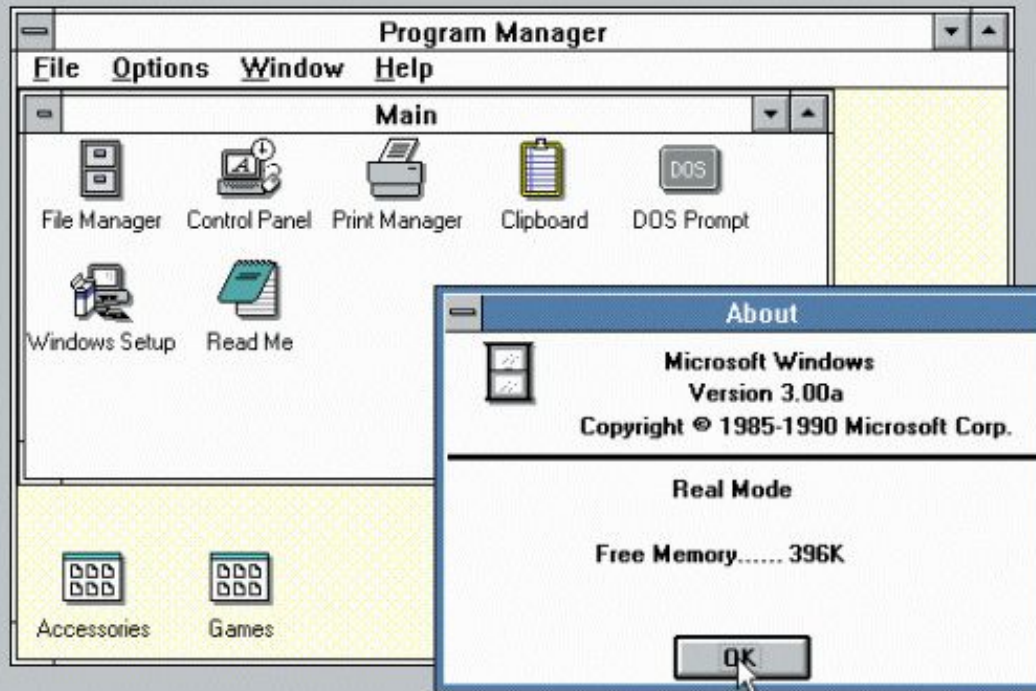 Program Manager
File Options Window Help
Main
File Manager Control Panel Print Manager Clipboard DOS Prompt
DOS
A
Windows Setup Read Me
About
Microsoft Windows
Version 3.00a
Copyright © 1985-1990 Microsoft Corp.
Real Mode
Free Memory...... 396K
Accessories Games
OK